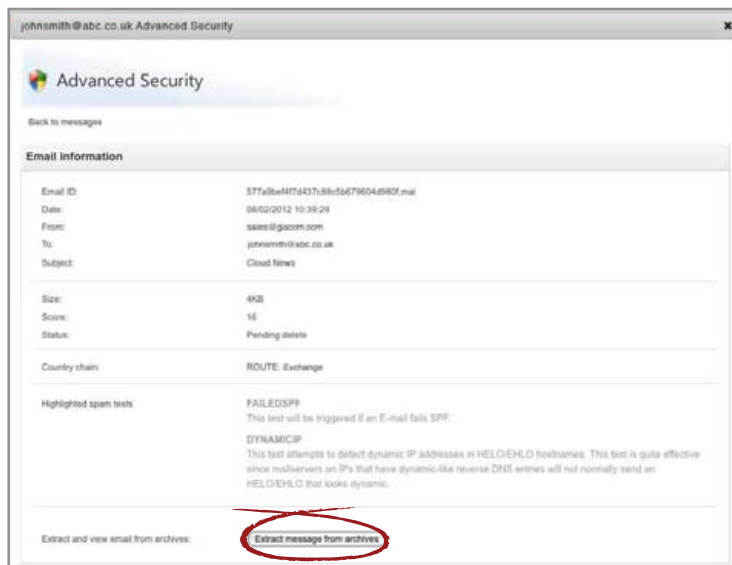 johnsmith@abc.co.uk Advanced Security
Advanced Security
Back to messages
Email information
Email ID:
Date: 06/02/2012 10:39:29
From: sales@giacom.com
To: johnsmith@abc.co.uk
Subject: Cloud News
Size: 4KB
Score: 16
Status: Pending delete
Country chain: ROUTE: Exchange
Highlighted spam tests FAILEDSPF
This test will be triggered if an E-mail fails SPF.
DYNAMICIP
This test attempts to detect dynamic IP addresses in HELO/EHLO hostnames. This test is quite effective
since mailservers on IPs that have dynamic-like reverse DNS entries will not normally send an
HELO/EHLO that looks dynamic.
Extract and view email from archives: Extract message from archives